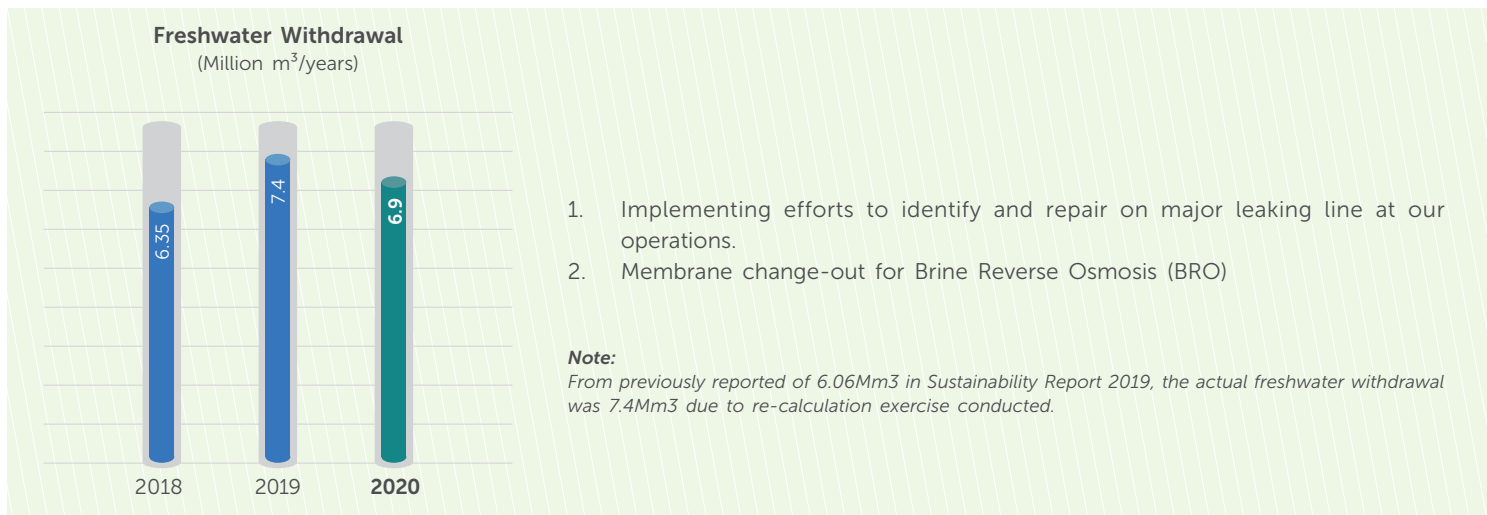 Freshwater Withdrawal
(Million m³/years)
6.35
7.4
6.9
2018
2019
2020
1. Implementing efforts to identify and repair on major leaking line at our
operations.
2. Membrane change-out for Brine Reverse Osmosis (BRO)
Note:
From previously reported of 6.06Mm3 in Sustainability Report 2019, the actual freshwater withdrawal
was 7.4Mm3 due to re-calculation exercise conducted.